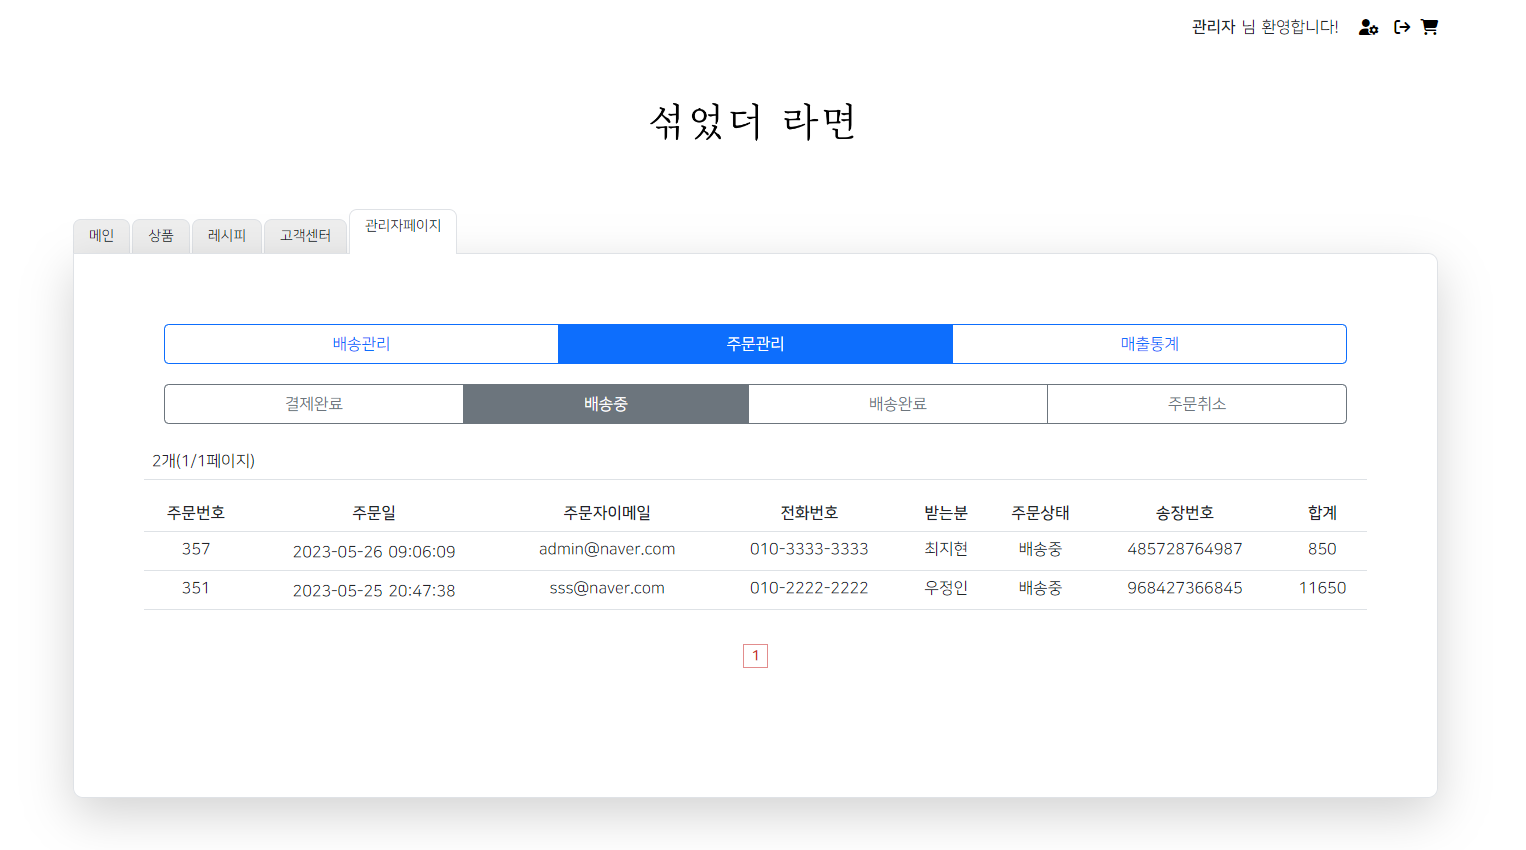 관리자 님 환영합니다!
섞었더 라면
메인 상품 레시피 고객센터 관리자페이지
배송관리 주문관리 매출통계
결제완료 배송중 배송완료 주문취소
2개(1/1페이지)
주문번호 주문일 주문자이메일 전화번호 받는분 주문상태 송장번호 합계
357 2023-05-26 09:06:09 admin@naver.com 010-3333-3333 최지현 배송중 485728764987 850
351 2023-05-25 20:47:38 sss@naver.com 010-2222-2222 우정인 배송중 968427366845 11650
1